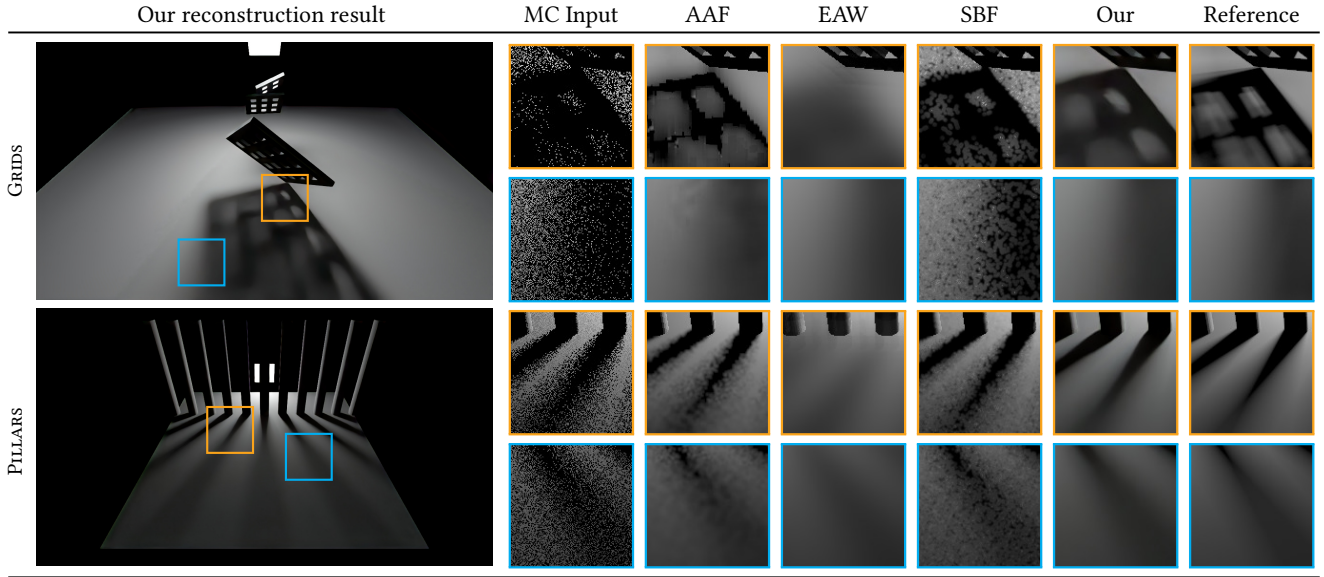 Our reconstruction result MC Input AAF EAW SBF Our Reference
GRIDS
PILLARS